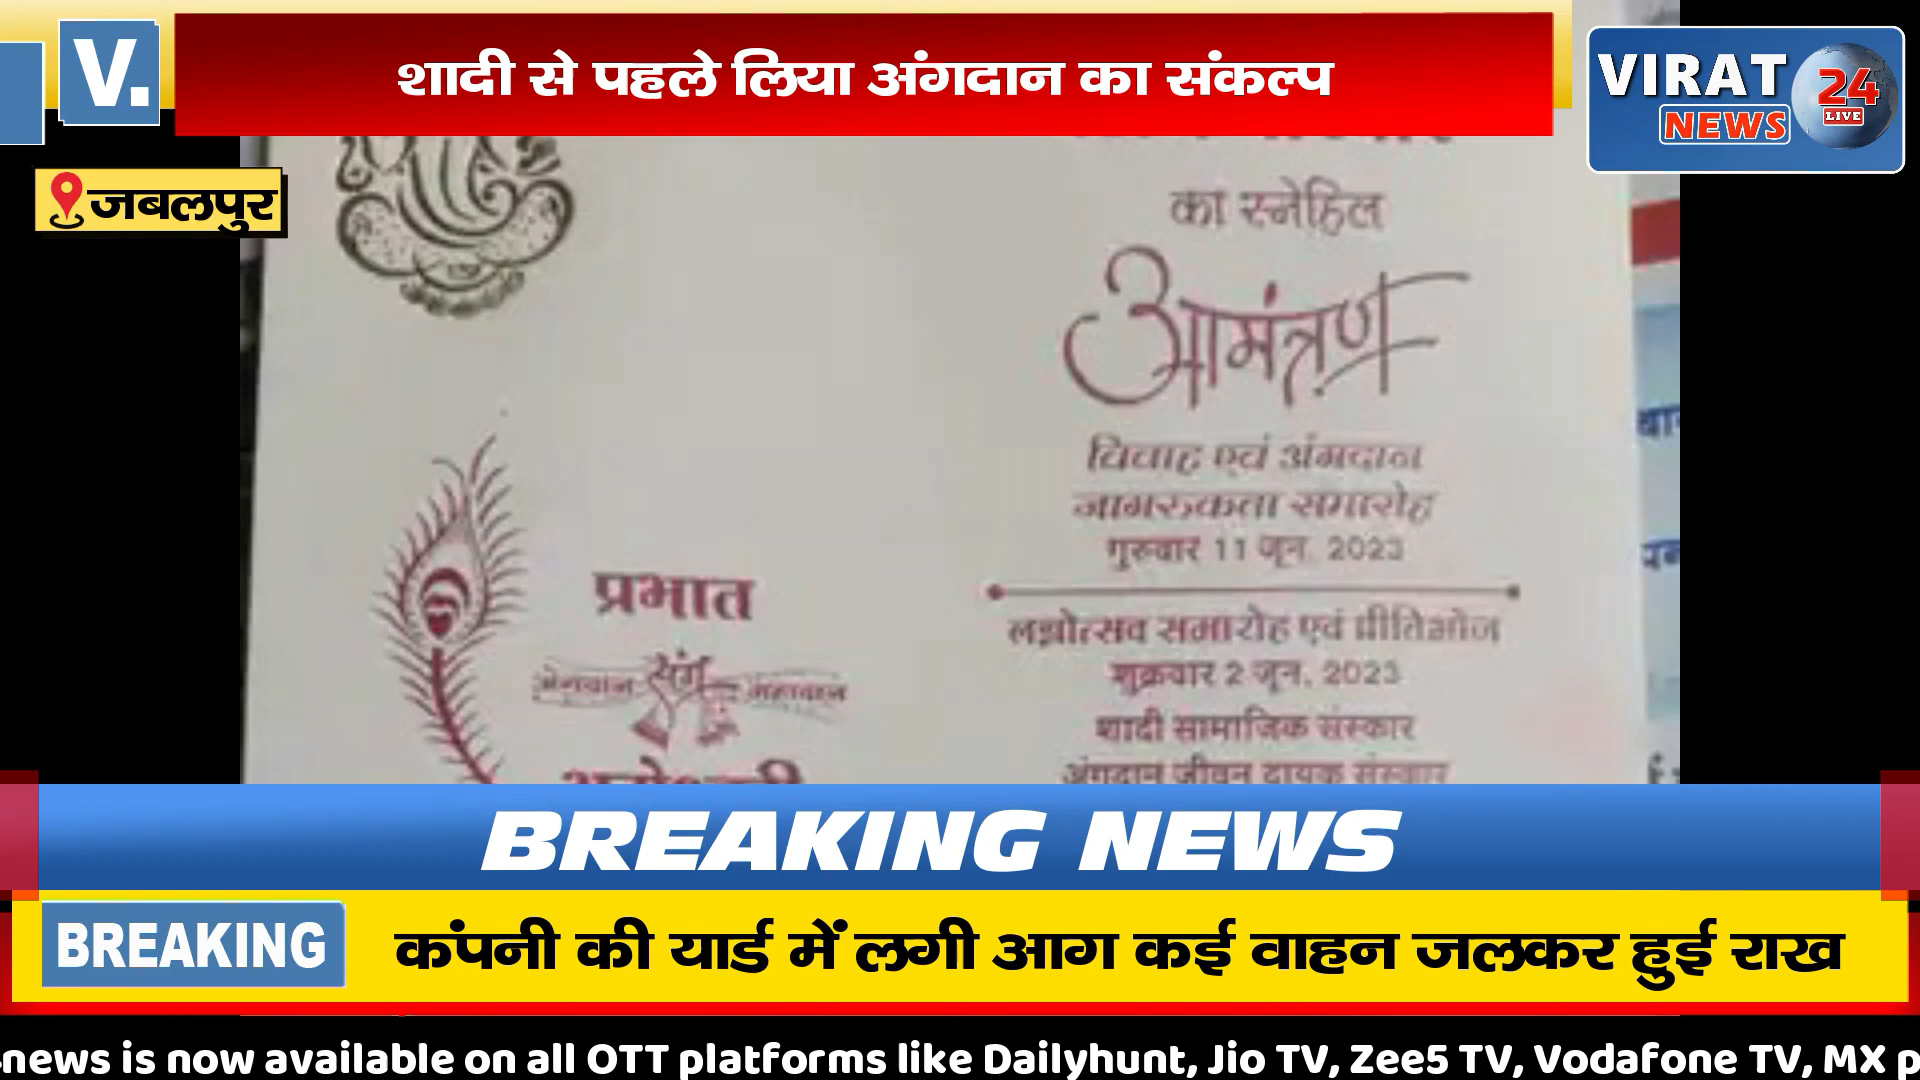 V.
शादी से पहले लिया अंगदान का संकल्प
VIRAT
NEWS
24
LIVE
जबलपुर
का स्नेहिल
आमंत्रण
विवाह एवं अंगदान
जागरुकता समारोह
गुरुवार 11 जून, 2023
लग्नोत्सव समारोह एवं प्रीतिभोज
शुक्रवार 2 जून, 2023
शादी सामाजिक संस्कार
अंगदान जीवन दायक संस्कार
प्रभात
अंगदान संग महादान
BREAKING NEWS
BREAKING
कंपनी की यार्ड में लगी आग कई वाहन जलकर हुई राख
news is now available on all OTT platforms like Dailyhunt, Jio TV, Zee5 TV, Vodafone TV, MX p